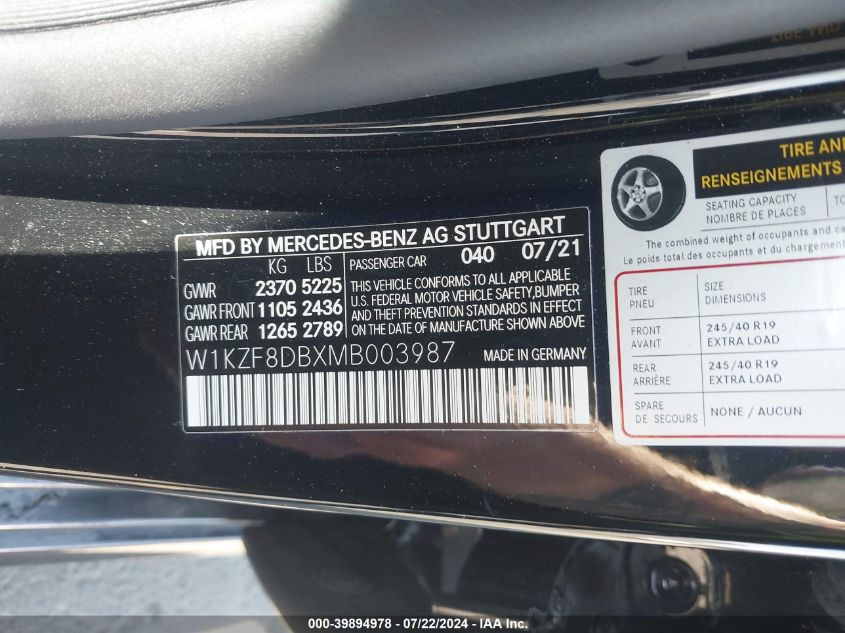 MFD BY MERCEDES-BENZ AG STUTTGART
KG LBS
GVWR 2370 5225
GAWR FRONT 1105 2436
GAWR REAR 1265 2789
PASSENGER CAR 040 07/21
THIS VEHICLE CONFORMS TO ALL APPLICABLE
U.S. FEDERAL MOTOR VEHICLE SAFETY, BUMPER
AND THEFT PREVENTION STANDARDS IN EFFECT
ON THE DATE OF MANUFACTURE SHOWN ABOVE
W1KZF8DBXMB003987
MADE IN GERMANY
TIRE AND
RENSEIGNEMENTS
SEATING CAPACITY
NOMBRE DE PLACES
The combined weight of occupants and ca
Le poids total des occupants et du chargement
TIRE
PNEU
SIZE
DIMENSIONS
FRONT
AVANT
245/40 R19
EXTRA LOAD
REAR
ARRIÈRE
245/40 R19
EXTRA LOAD
SPARE
DE SECOURS
NONE / AUCUN
000-39894978 - 07/22/2024 - IAA Inc.